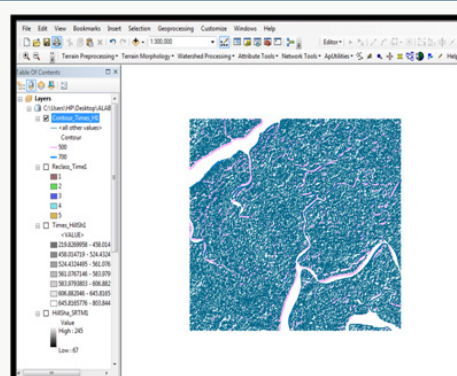 File Edit View Bookmarks Insert Selection Geoprocessing Customize Windows Help
1:300,000
Editor
Terrain Preprocessing Terrain Morphology Watershed Processing Attribute Tools Network Tools ApUtilities Help
Table Of Contents
Layers
C:\Users\HP\Desktop\ALAB
Contour_Times_H1
<all other values>
Contour
500
700
Reclass_Time1
1
2
3
4
5
Times_HillSh1
<VALUE>
219.8269958 - 458.014
458.014719 - 524.4324
524.4324495 - 561.076
561.0767146 - 583.979
583.9793803 - 606.882
606.882046 - 645.8165
645.8165776 - 803.844
HillSha_SRTM1
Value
High : 245
Low : 67